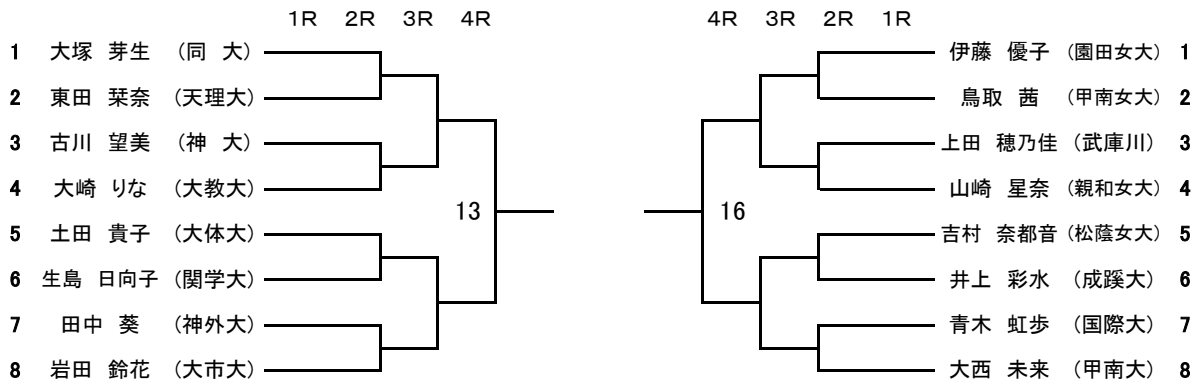 1R 2R 3R 4R 4R 3R 2R 1R
1 大塚 芽生 (同 大) 伊藤 優子 (園田女大) 1
2 東田 栞奈 (天理大) 鳥取 茜 (甲南女大) 2
3 古川 望美 (神 大) 上田 穂乃佳 (武庫川) 3
4 大崎 りな (大教大) 山崎 星奈 (親和女大) 4
13 16
5 土田 貴子 (大体大) 吉村 奈都音 (松蔭女大) 5
6 生島 日向子 (関学大) 井上 彩水 (成蹊大) 6
7 田中 葵 (神外大) 青木 虹歩 (国際大) 7
8 岩田 鈴花 (大市大) 大西 未来 (甲南大) 8